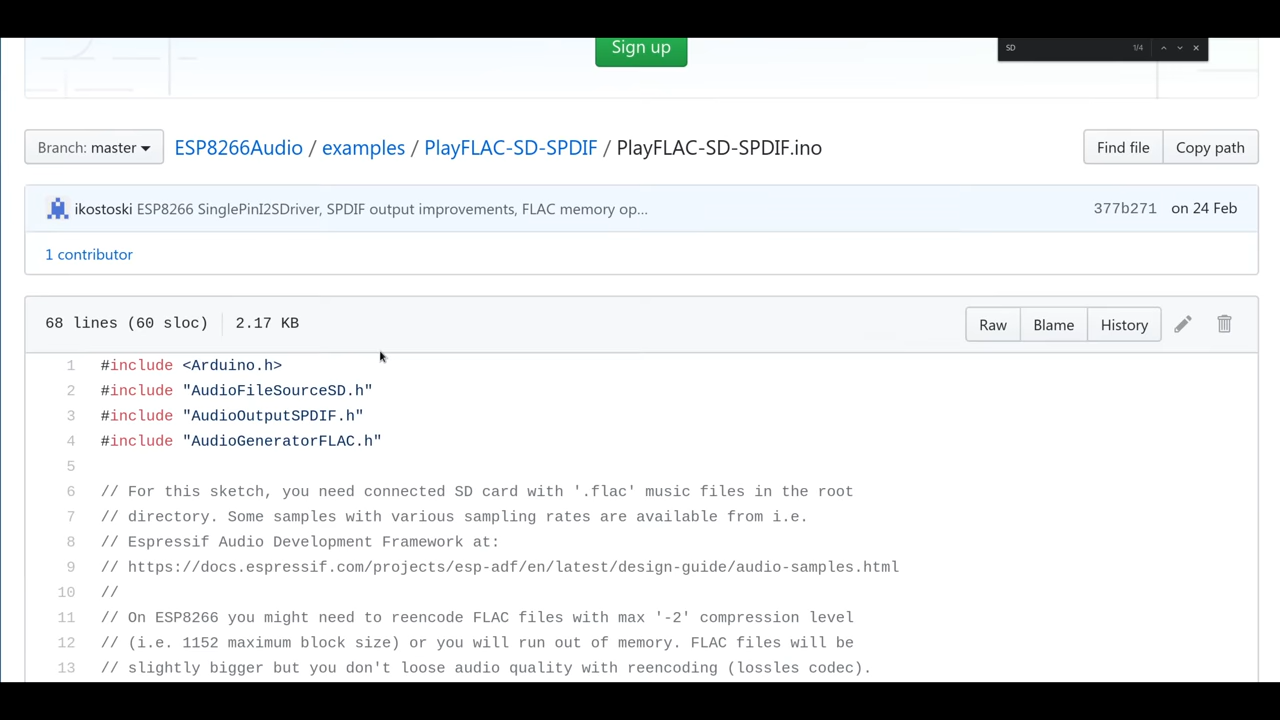 Sign up
SD 1/4
Branch: master
ESP8266Audio / examples / PlayFLAC-SD-SPDIF / PlayFLAC-SD-SPDIF.ino
Find file Copy path
ikostoski ESP8266 SinglePinI2SDriver, SPDIF output improvements, FLAC memory op...
377b271 on 24 Feb
1 contributor
68 lines (60 sloc) 2.17 KB
Raw Blame History
1 #include <Arduino.h>
2 #include "AudioFileSourceSD.h"
3 #include "AudioOutputSPDIF.h"
4 #include "AudioGeneratorFLAC.h"
5
6 // For this sketch, you need connected SD card with '.flac' music files in the root
7 // directory. Some samples with various sampling rates are available from i.e.
8 // Espressif Audio Development Framework at:
9 // https://docs.espressif.com/projects/esp-adf/en/latest/design-guide/audio-samples.html
10 //
11 // On ESP8266 you might need to reencode FLAC files with max '-2' compression level
12 // (i.e. 1152 maximum block size) or you will run out of memory. FLAC files will be
13 // slightly bigger but you don't loose audio quality with reencoding (lossles codec).